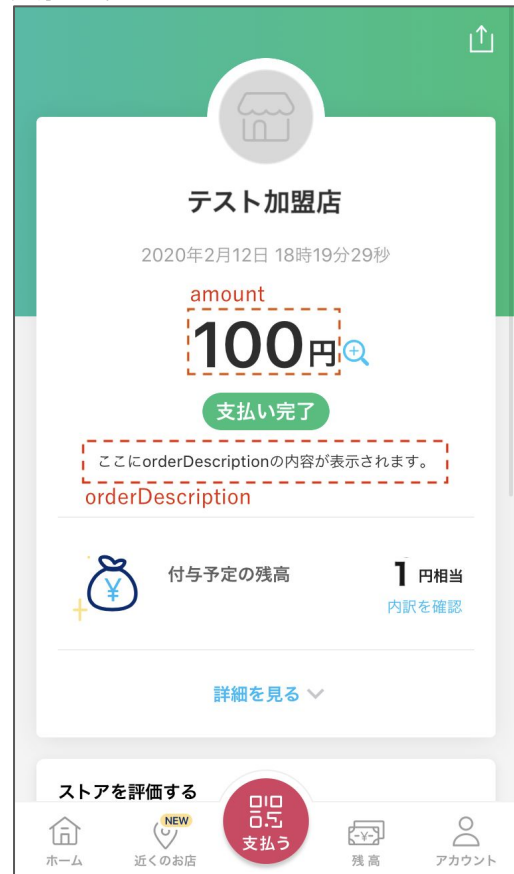 テスト加盟店
2020年2月12日 18時19分29秒
amount
100円
支払い完了
ここにorderDescriptionの内容が表示されます。
orderDescription
付与予定の残高
1 円相当
内訳を確認
詳細を見る
ストアを評価する
NEW
ホーム
近くのお店
支払う
残高
アカウント